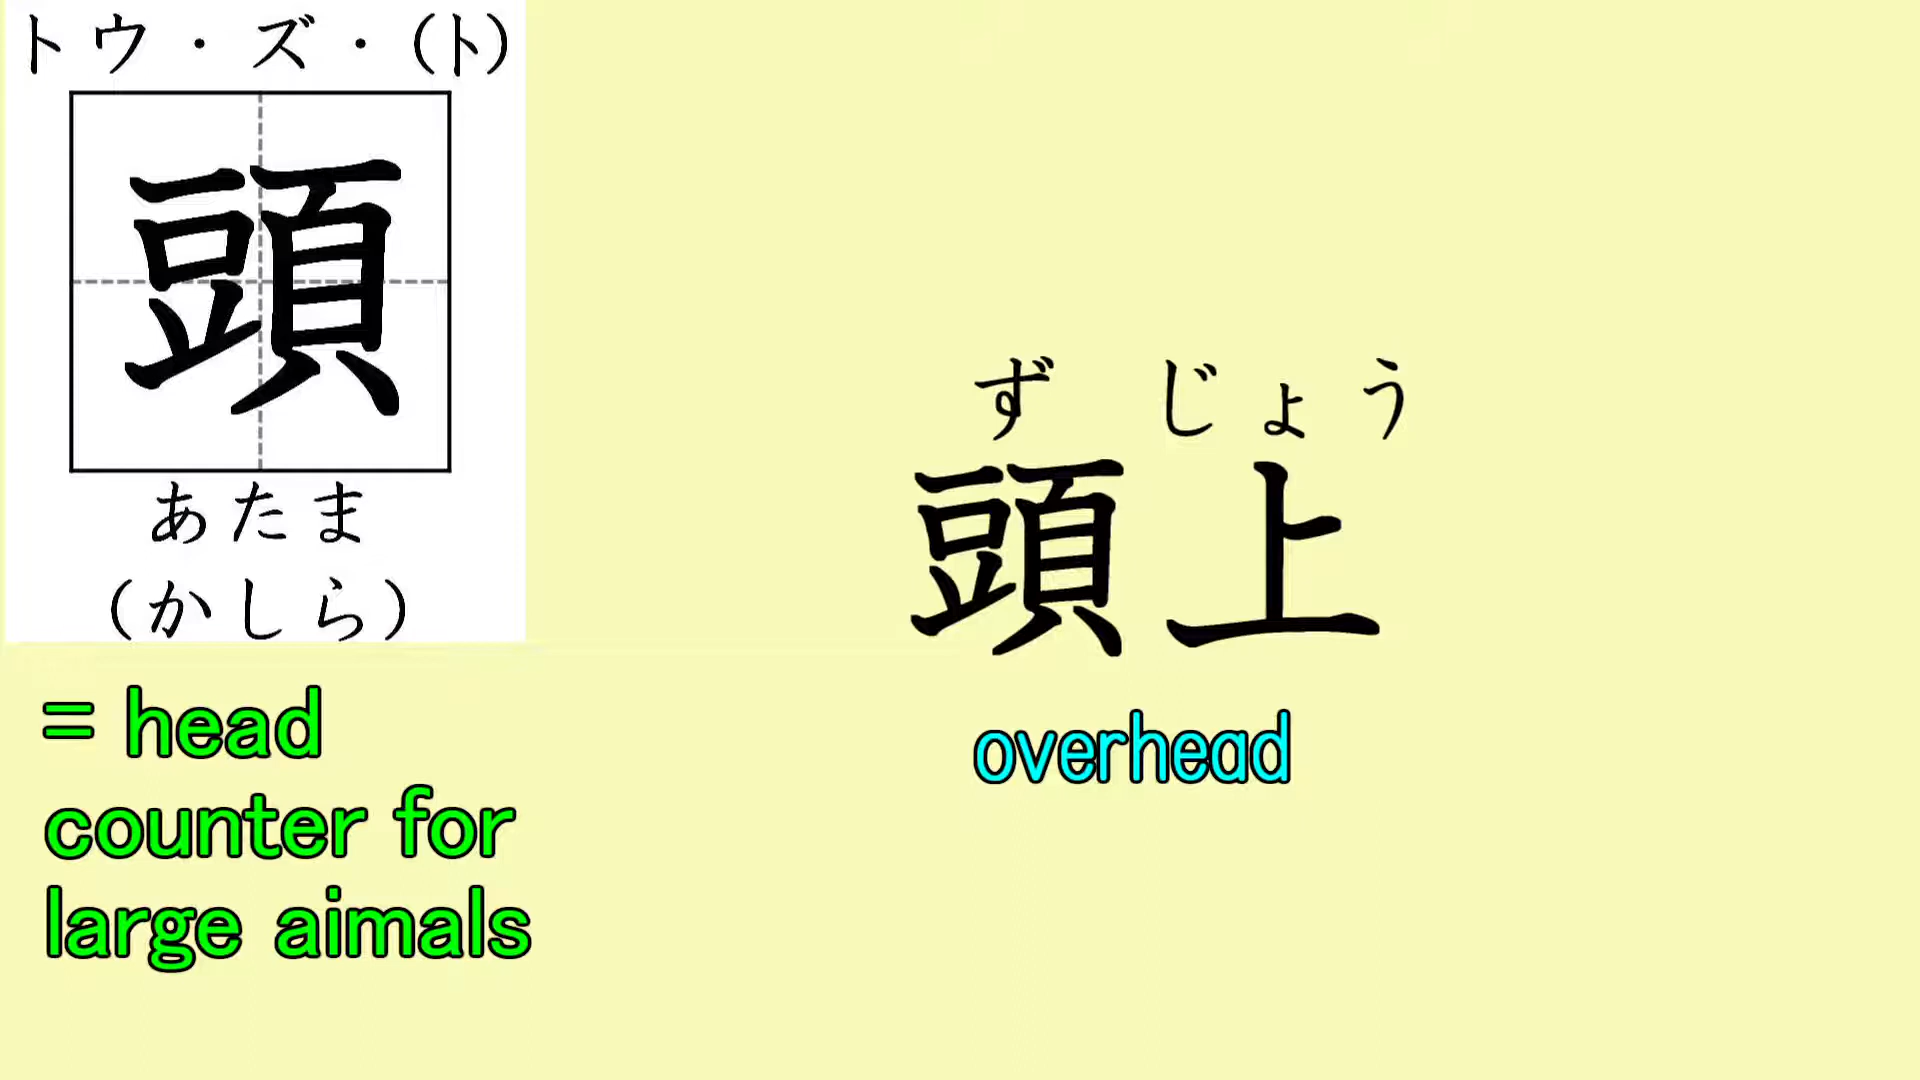 トウ・ズ・(ト)
頭
あたま
(かしら)
= head
counter for
large aimals
ずじょう
頭上
overhead